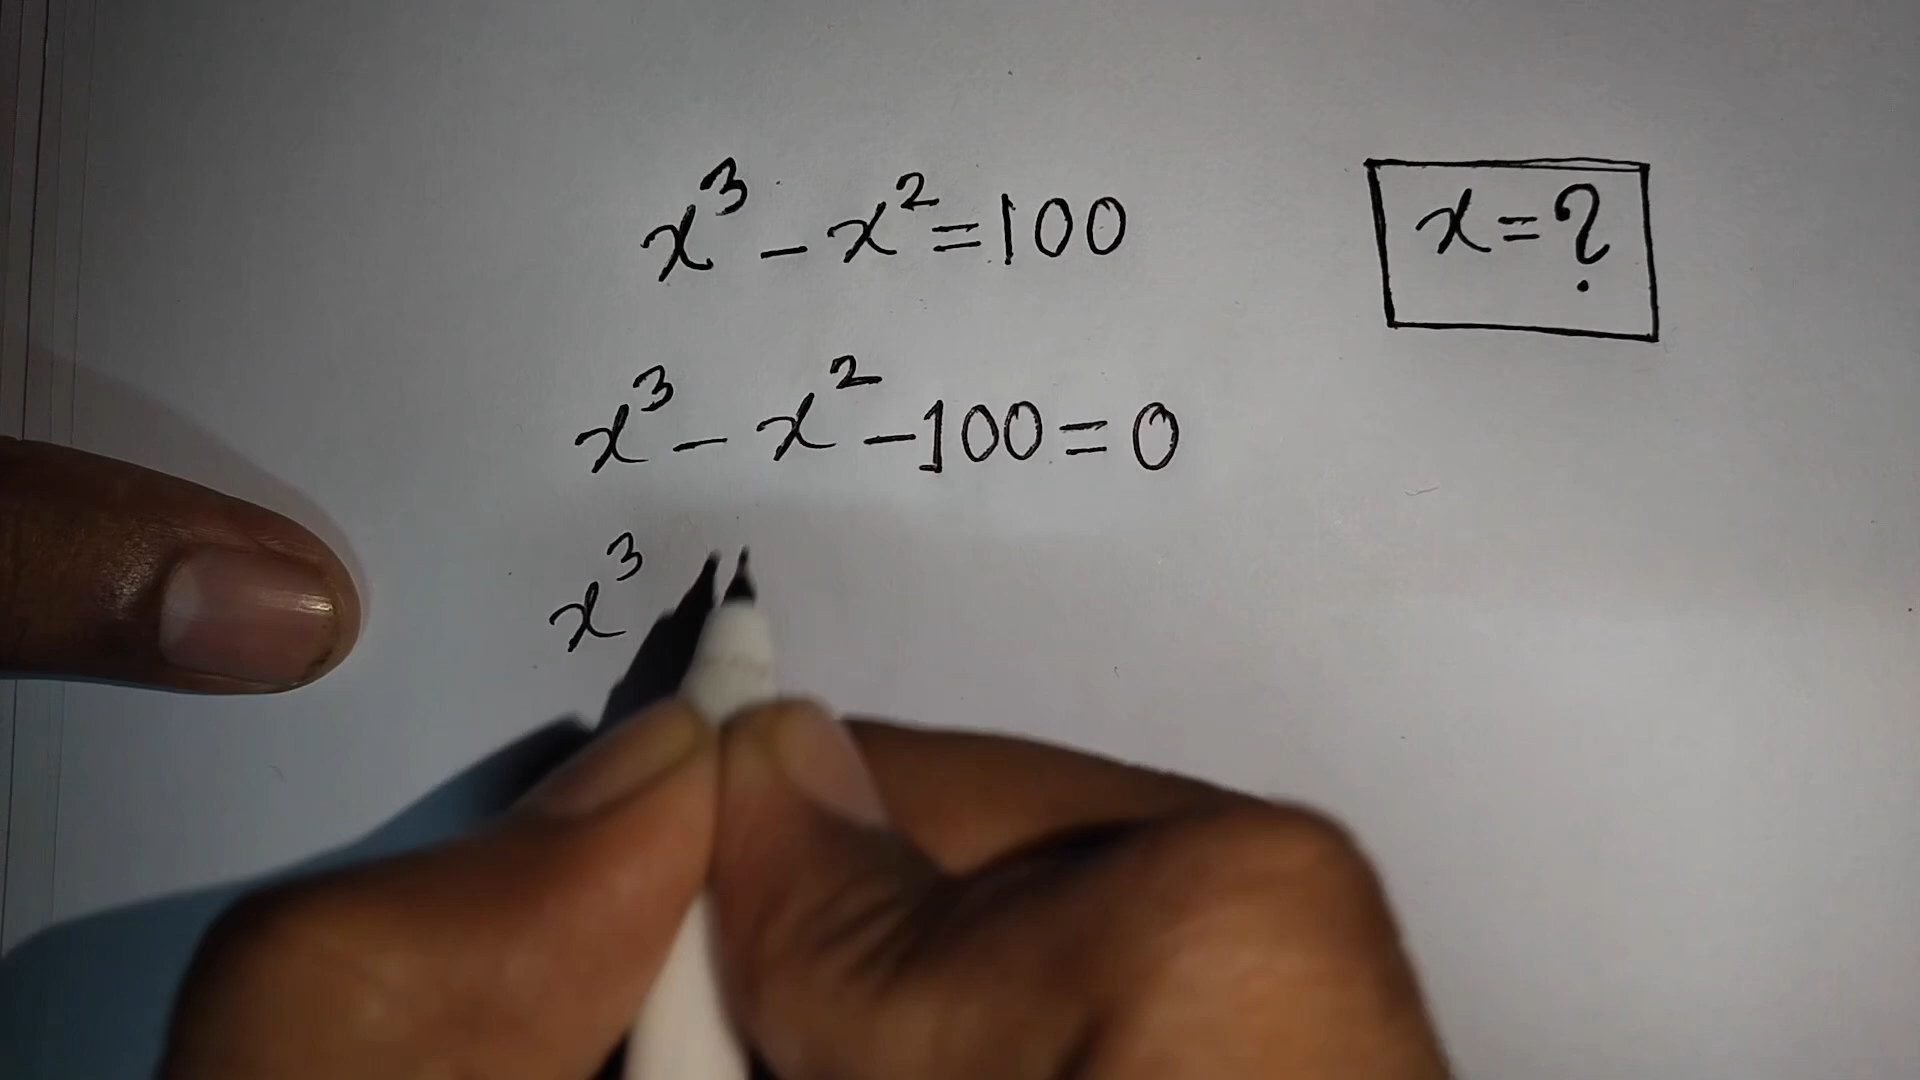 x³ - x² = 100
x = ?
x³ - x² - 100 = 0
x³